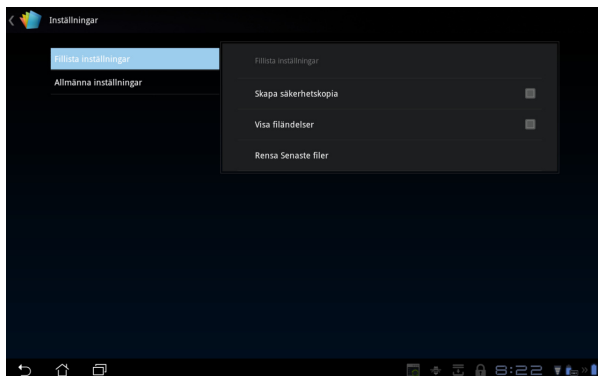 Inställningar
Fillista inställningar
Allmänna inställningar
Fillista inställningar
Skapa säkerhetskopia
Visa filändelser
Rensa Senaste filer
8:22